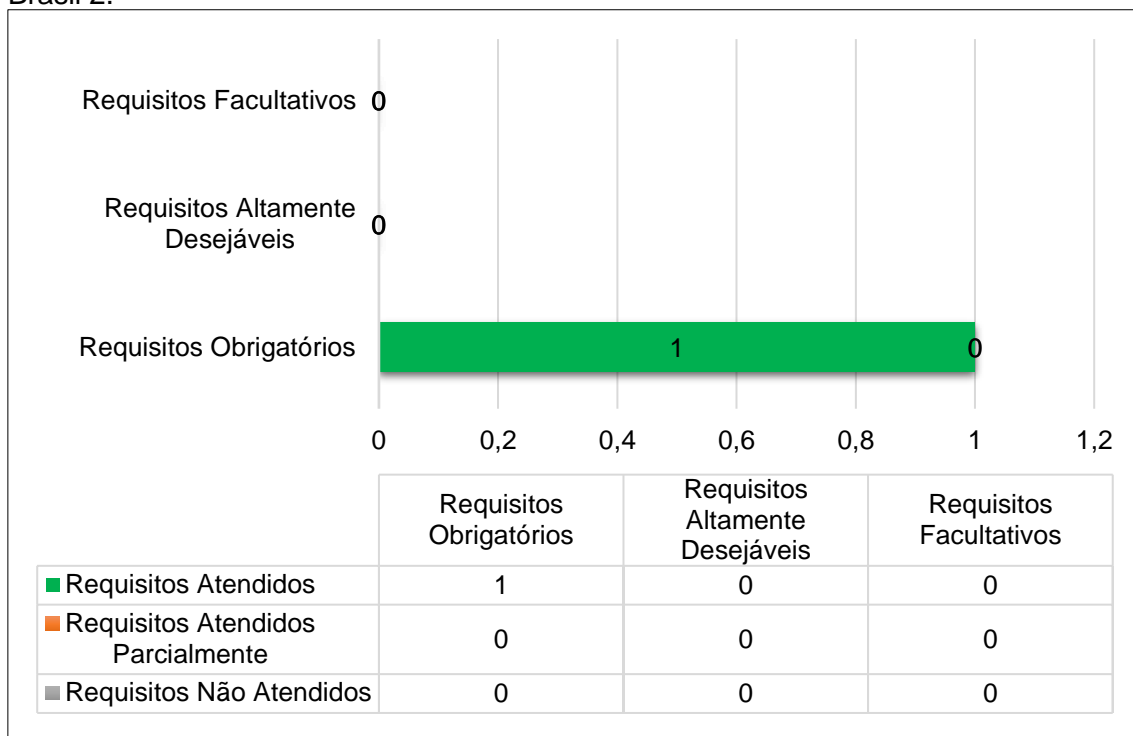 Brasil 2.
Requisitos Facultativos 0
Requisitos Altamente
Desejáveis
0
Requisitos Obrigatórios 1 0
0 0,2 0,4 0,6 0,8 1 1,2
Requisitos
Obrigatórios
Requisitos
Altamente
Desejáveis
Requisitos
Facultativos
Requisitos Atendidos 1 0 0
Requisitos Atendidos
Parcialmente
0 0 0
Requisitos Não Atendidos 0 0 0